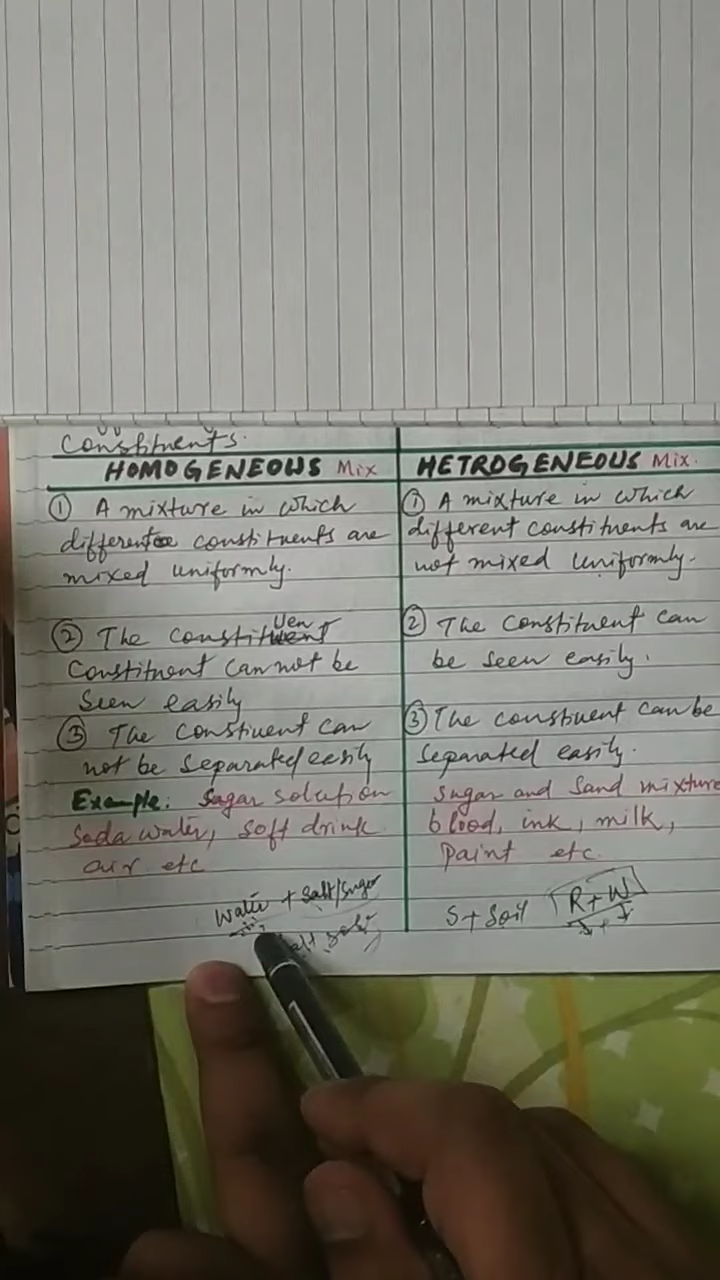 Constituents.
HOMOGENEOUS Mix
① A mixture in which
different constituents are
mixed uniformly.
② The constituent
Constituent can not be
seen easily
③ The constiuent can
not be separated easily
Example: Sugar solution
Soda water, soft drink
air etc
Water + Salt/Sugar
salt
HETROGENEOUS Mix.
① A mixture in which
different constituents are
not mixed uniformly.
② The constituent can
be seen easily.
③ The constiuent can be
separated easily.
Sugar and Sand mixture
blood, ink, milk,
paint etc.
S + Soil R + W